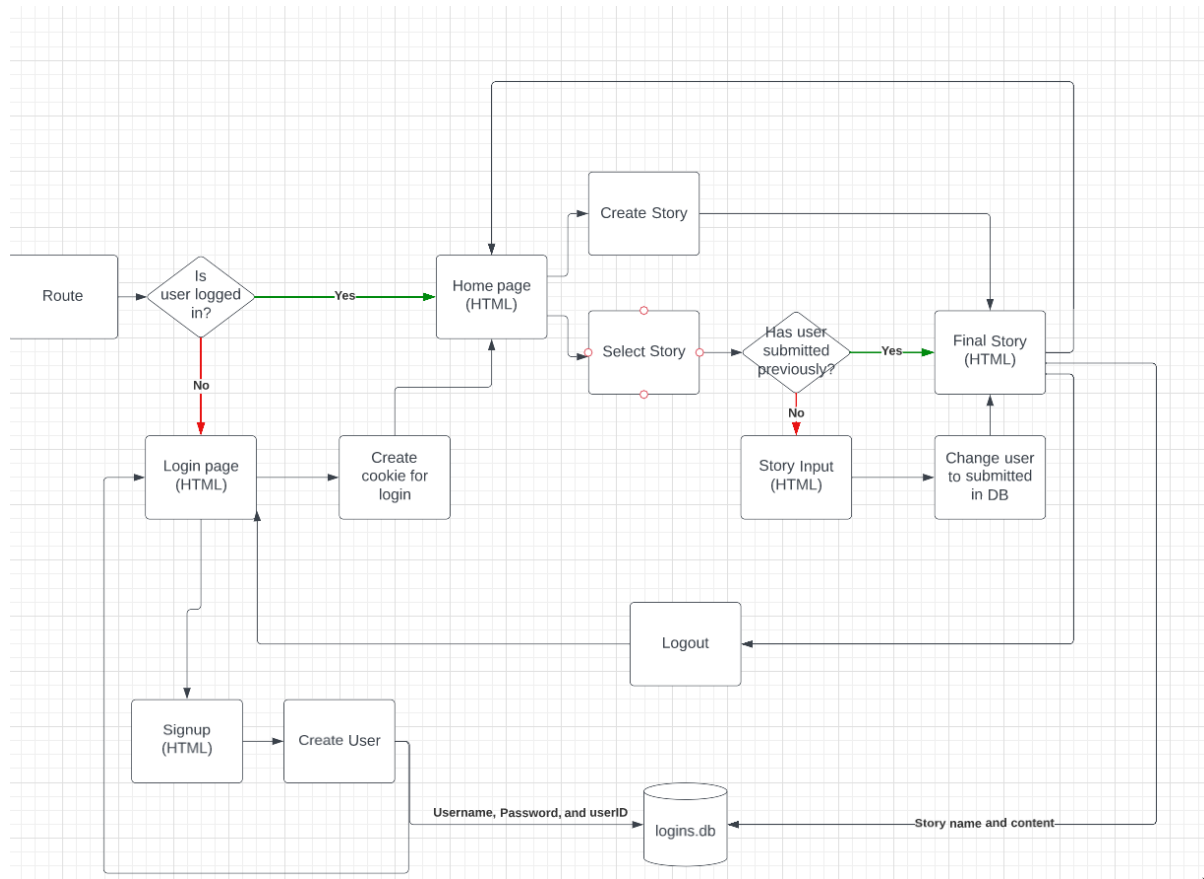 Create Story
Is
user logged
in?
Route
Yes
Home page
(HTML)
Has user
submitted
previously?
Select Story
Yes
Final Story
(HTML)
No
No
Login page
(HTML)
Create
cookie for
login
Story Input
(HTML)
Change user
to submitted
in DB
Logout
Signup
(HTML)
Create User
Username, Password, and userID
logins.db
Story name and content